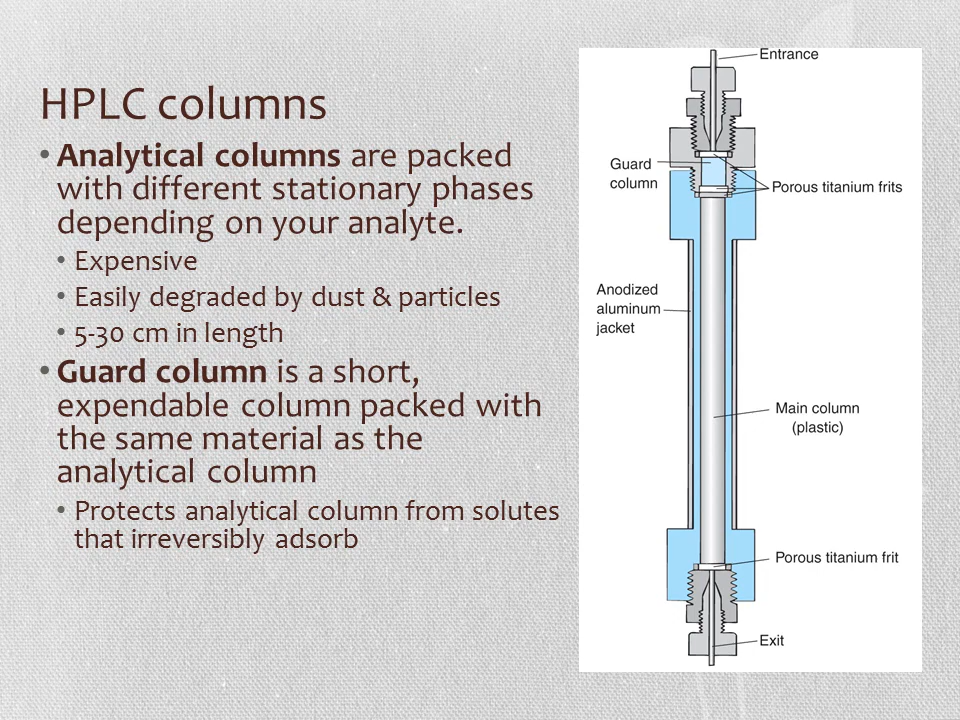 HPLC columns
• Analytical columns are packed
with different stationary phases
depending on your analyte.
• Expensive
• Easily degraded by dust & particles
• 5-30 cm in length
• Guard column is a short,
expendable column packed with
the same material as the
analytical column
• Protects analytical column from solutes
that irreversibly adsorb
Entrance
Guard
column
Porous titanium frits
Anodized
aluminum
jacket
Main column
(plastic)
Porous titanium frit
Exit